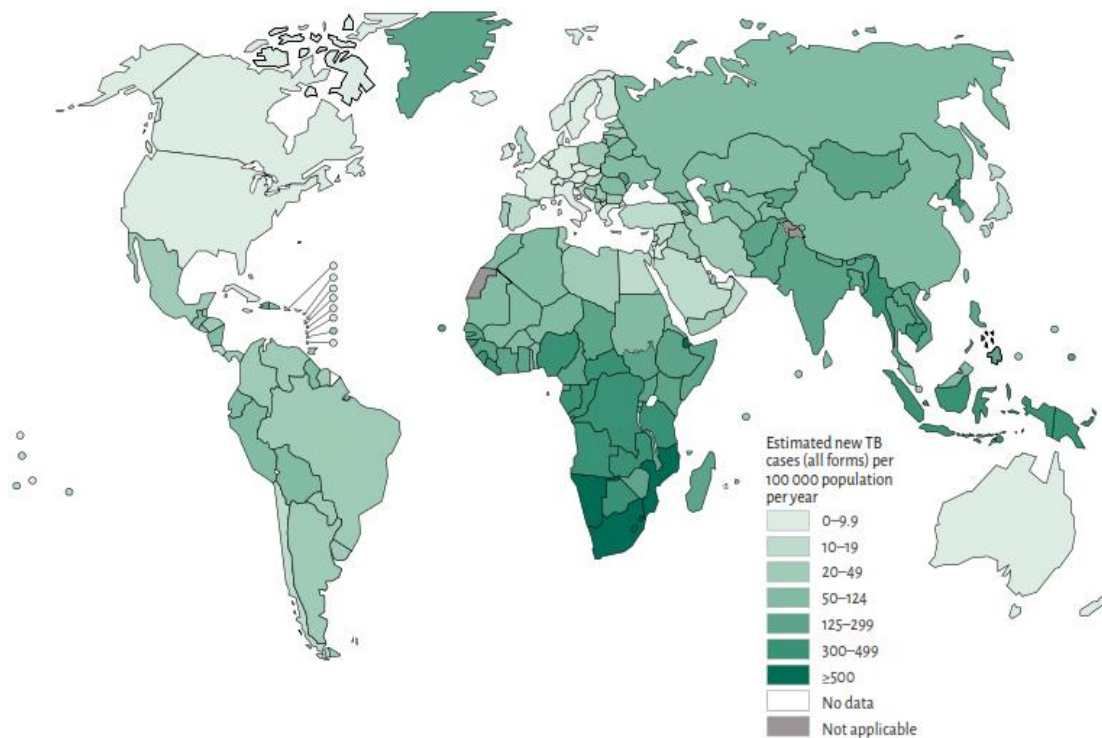 Estimated new TB
cases (all forms) per
100 000 population
per year
0–9.9
10–19
20–49
50–124
125–299
300–499
≥500
No data
Not applicable